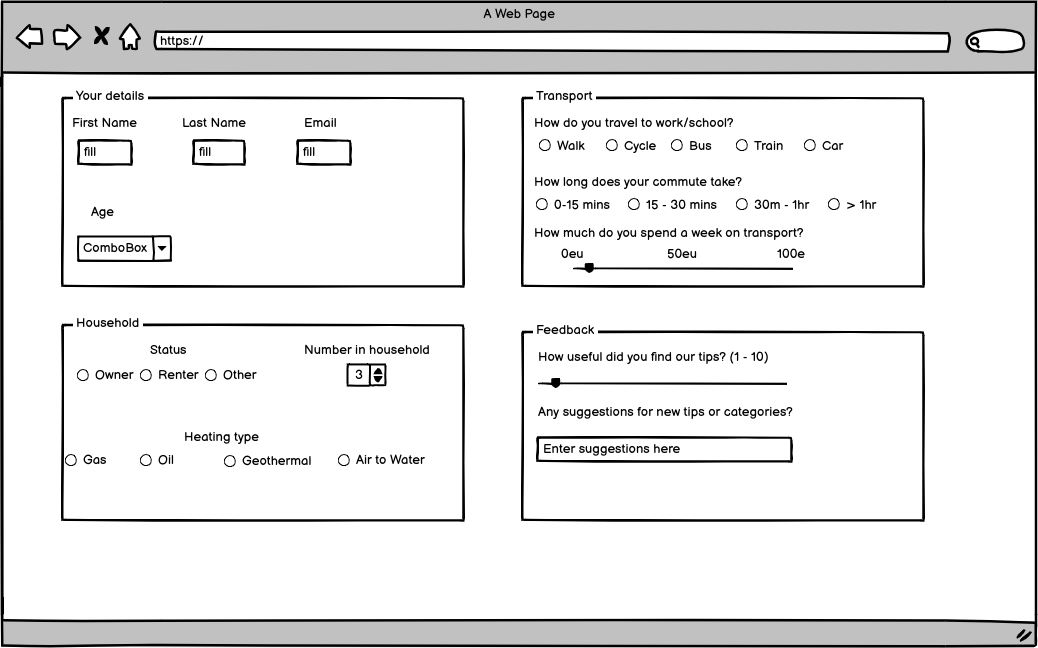 A Web Page
https://
Your details
First Name Last Name Email
fill fill fill
Age
ComboBox
Transport
How do you travel to work/school?
Walk Cycle Bus Train Car
How long does your commute take?
0-15 mins 15 - 30 mins 30m - 1hr > 1hr
How much do you spend a week on transport?
0eu 50eu 100e
Household
Status Number in household
Owner Renter Other 3
Heating type
Gas Oil Geothermal Air to Water
Feedback
How useful did you find our tips? (1 - 10)
Any suggestions for new tips or categories?
Enter suggestions here